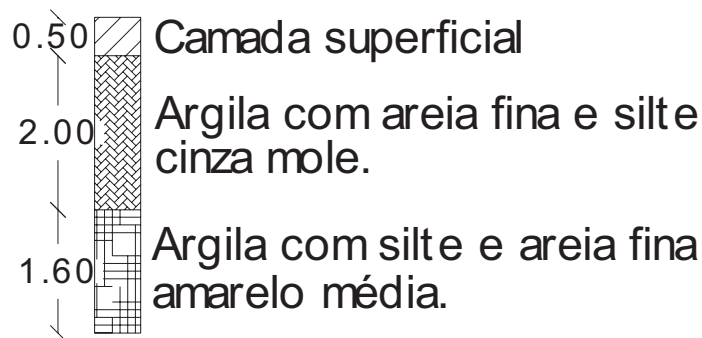 0.50 Camada superficial
2.00 Argila com areia fina e silte
cinza mole.
1.60 Argila com silte e areia fina
amarelo média.